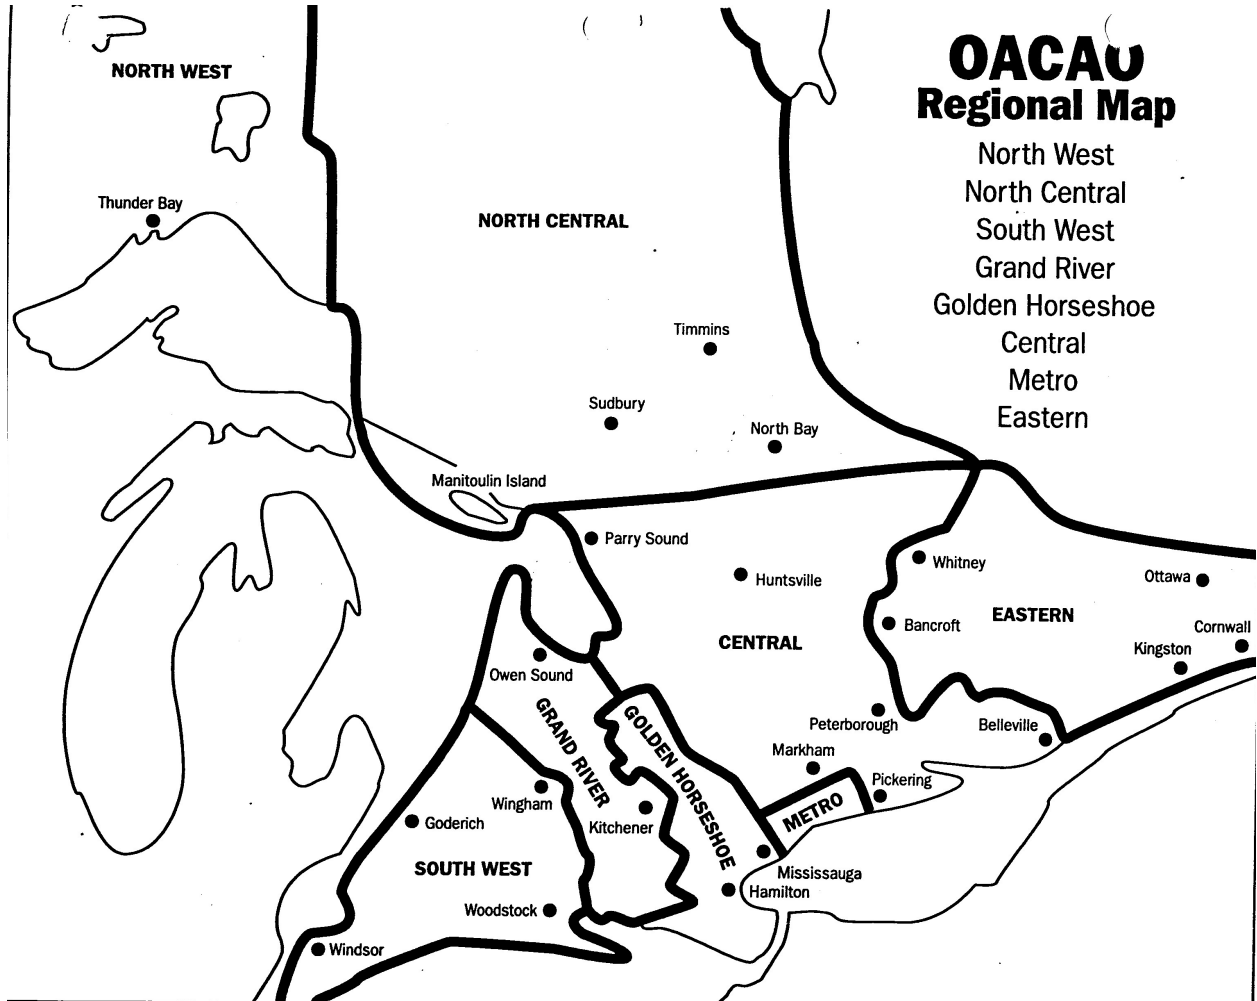 OACAO
Regional Map
North West
North Central
South West
Grand River
Golden Horseshoe
Central
Metro
Eastern
NORTH WEST
Thunder Bay
NORTH CENTRAL
Timmins
Sudbury
North Bay
Manitoulin Island
Parry Sound
Huntsville
Whitney
Ottawa
EASTERN
Bancroft
Cornwall
CENTRAL
Kingston
Owen Sound
GRAND RIVER
GOLDEN HORSESHOE
Peterborough
Belleville
Markham
Pickering
Wingham
METRO
Goderich
Kitchener
SOUTH WEST
Mississauga
Hamilton
Woodstock
Windsor